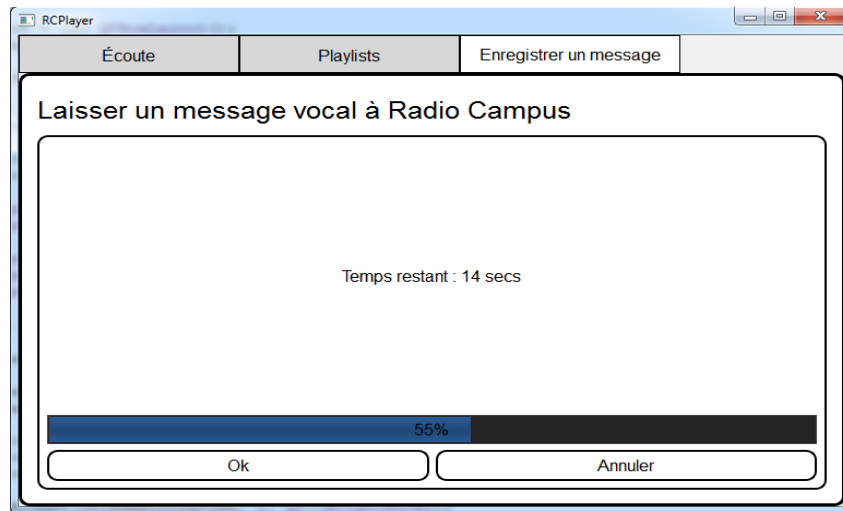 RCPlayer
Écoute Playlists Enregistrer un message
Laisser un message vocal à Radio Campus
Temps restant : 14 secs
55%
Ok Annuler